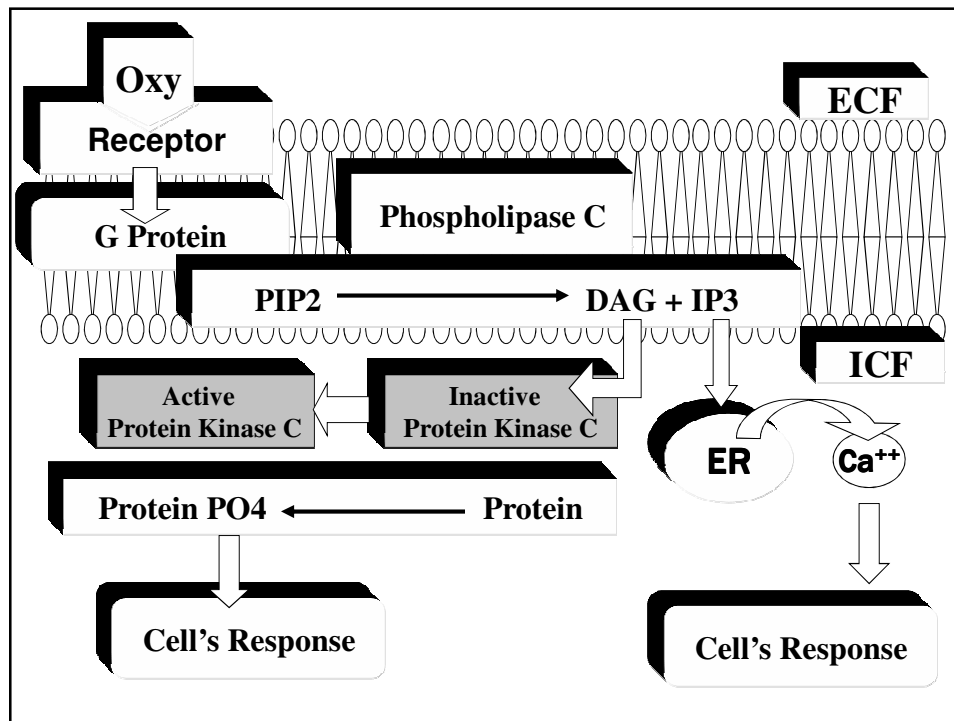 Oxy
ECF
Receptor
Phospholipase C
G Protein
PIP2 DAG + IP3
ICF
Active
Protein Kinase C
Inactive
Protein Kinase C
ER
Ca⁺⁺
Protein PO4 Protein
Cell's Response
Cell's Response